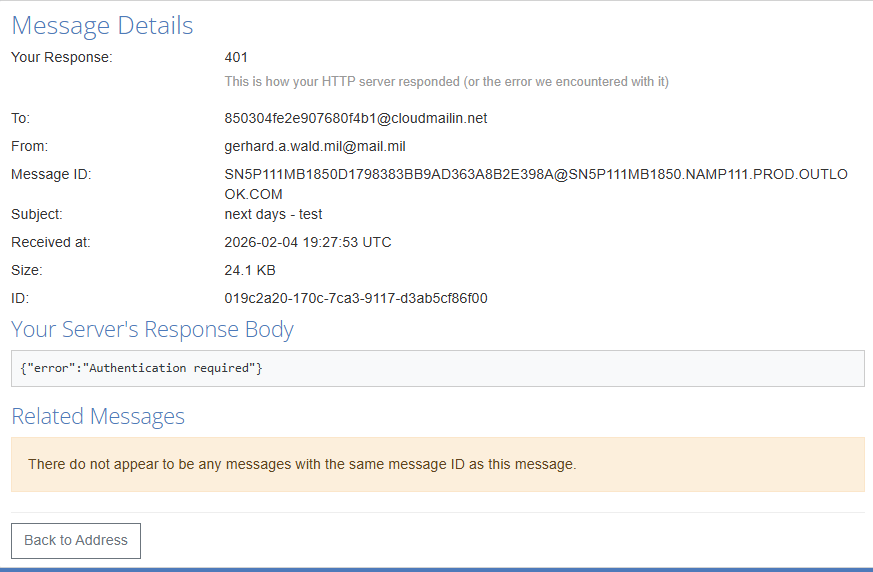 Message Details
Your Response: 401
This is how your HTTP server responded (or the error we encountered with it)
To: 850304fe2e907680f4b1@cloudmailin.net
From: gerhard.a.wald.mil@mail.mil
Message ID: SN5P111MB1850D1798383BB9AD363A8B2E398A@SN5P111MB1850.NAMP111.PROD.OUTLO
OK.COM
Subject: next days - test
Received at: 2026-02-04 19:27:53 UTC
Size: 24.1 KB
ID: 019c2a20-170c-7ca3-9117-d3ab5cf86f00
Your Server's Response Body
{"error":"Authentication required"}
Related Messages
There do not appear to be any messages with the same message ID as this message.
Back to Address